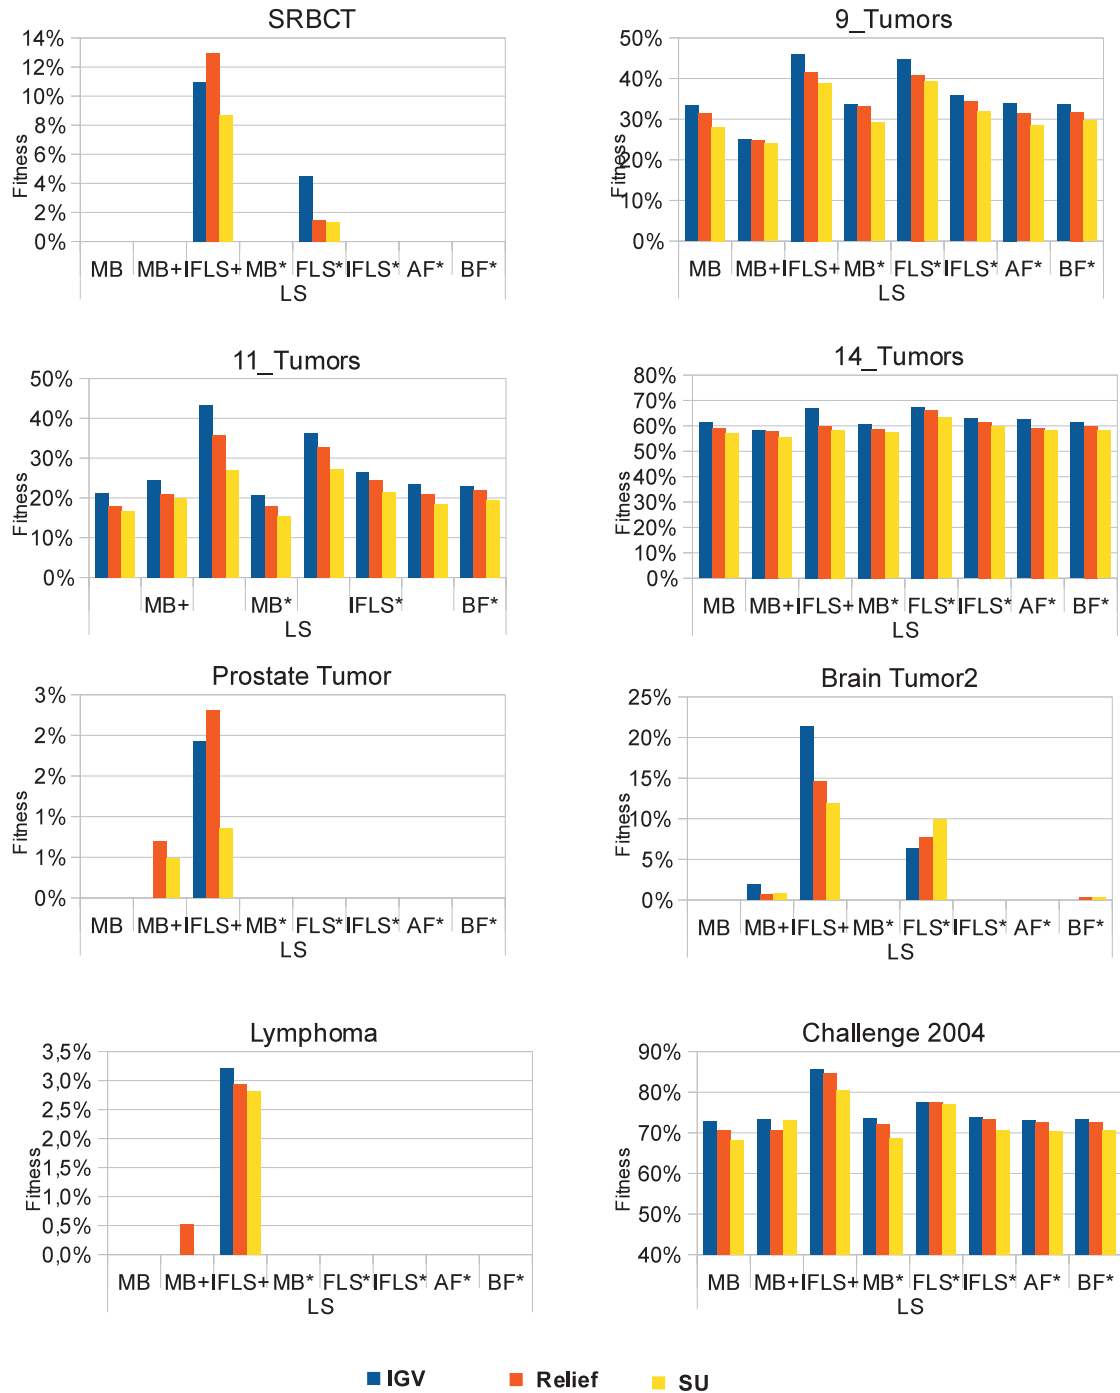 SRBCT
14%
12%
10%
8%
6%
4%
2%
0%
Fitness
MB MB+ IFLS+ MB* FLS* IFLS* AF* BF*
LS
9_Tumors
50%
40%
30%
20%
10%
0%
Fitness
MB MB+ IFLS+ MB* FLS* IFLS* AF* BF*
LS
11_Tumors
50%
40%
30%
20%
10%
0%
Fitness
MB+ MB* IFLS* BF*
LS
14_Tumors
80%
70%
60%
50%
40%
30%
20%
10%
0%
Fitness
MB MB+ IFLS+ MB* FLS* IFLS* AF* BF*
LS
Prostate Tumor
3%
2%
2%
1%
1%
0%
Fitness
MB MB+ IFLS+ MB* FLS* IFLS* AF* BF*
LS
Brain Tumor2
25%
20%
15%
10%
5%
0%
Fitness
MB MB+ IFLS+ MB* FLS* IFLS* AF* BF*
LS
Lymphoma
3,5%
3,0%
2,5%
2,0%
1,5%
1,0%
0,5%
0,0%
Fitness
MB MB+ IFLS+ MB* FLS* IFLS* AF* BF*
LS
Challenge 2004
90%
80%
70%
60%
50%
40%
Fitness
MB MB+ IFLS+ MB* FLS* IFLS* AF* BF*
LS
IGV Relief SU